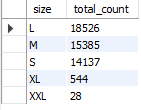 size total_count
L 18526
M 15385
S 14137
XL 544
XXL 28